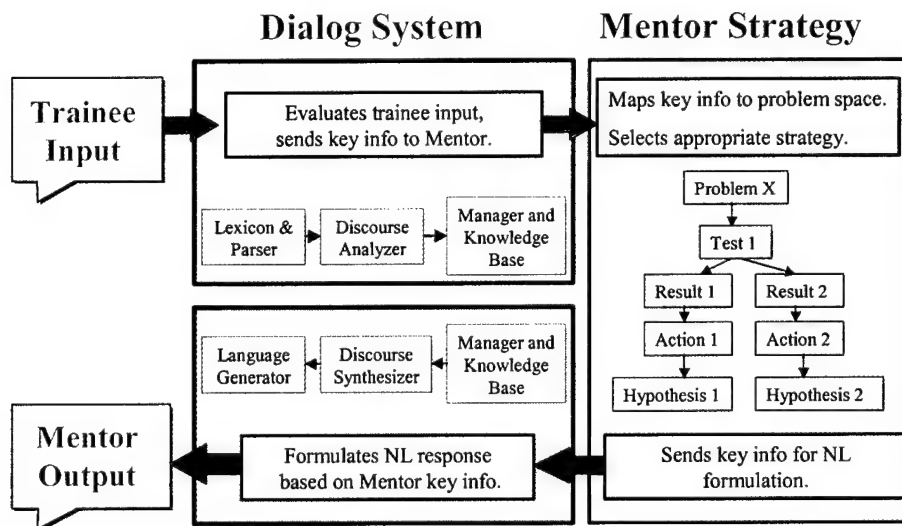 Dialog System
Mentor Strategy
Trainee
Input
Evaluates trainee input,
sends key info to Mentor.
Maps key info to problem space.
Selects appropriate strategy.
Lexicon &
Parser
Discourse
Analyzer
Manager and
Knowledge
Base
Problem X
Test 1
Result 1
Result 2
Action 1
Action 2
Hypothesis 1
Hypothesis 2
Language
Generator
Discourse
Synthesizer
Manager and
Knowledge
Base
Mentor
Output
Formulates NL response
based on Mentor key info.
Sends key info for NL
formulation.